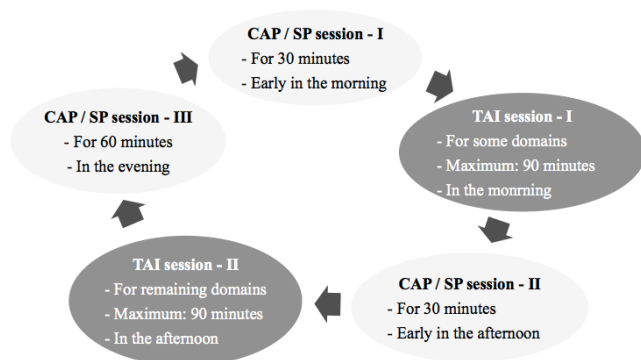 CAP / SP session - I
- For 30 minutes
- Early in the morning
TAI session - I
- For some domains
- Maximum: 90 minutes
- In the monrning
CAP / SP session - II
- For 30 minutes
- Early in the afternoon
TAI session - II
- For remaining domains
- Maximum: 90 minutes
- In the afternoon
CAP / SP session - III
- For 60 minutes
- In the evening